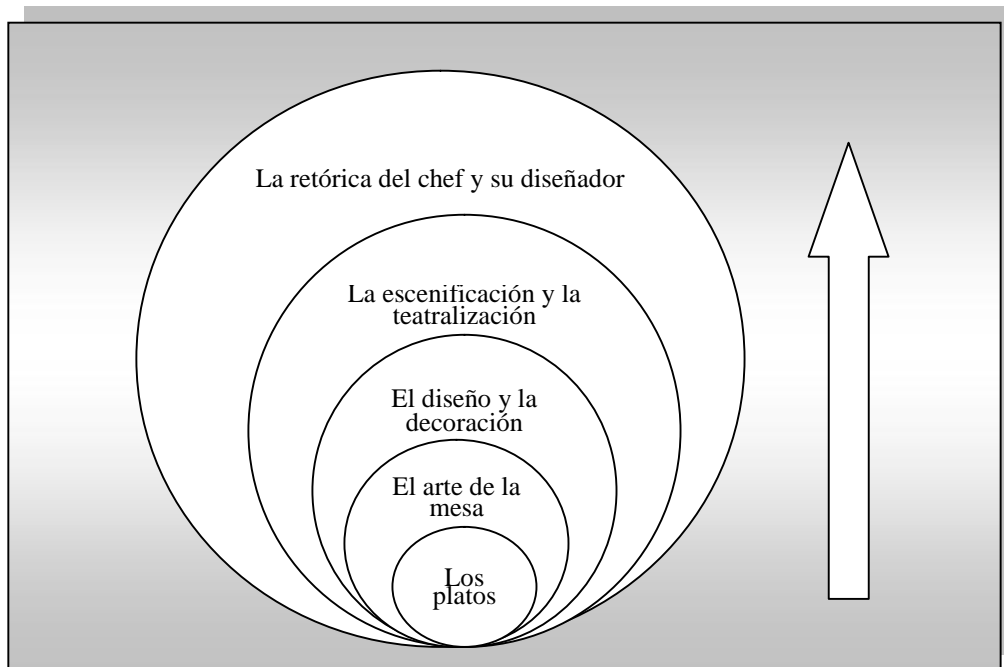 La retórica del chef y su diseñador
La escenificación y la
teatralización
El diseño y la
decoración
El arte de la
mesa
Los
platos